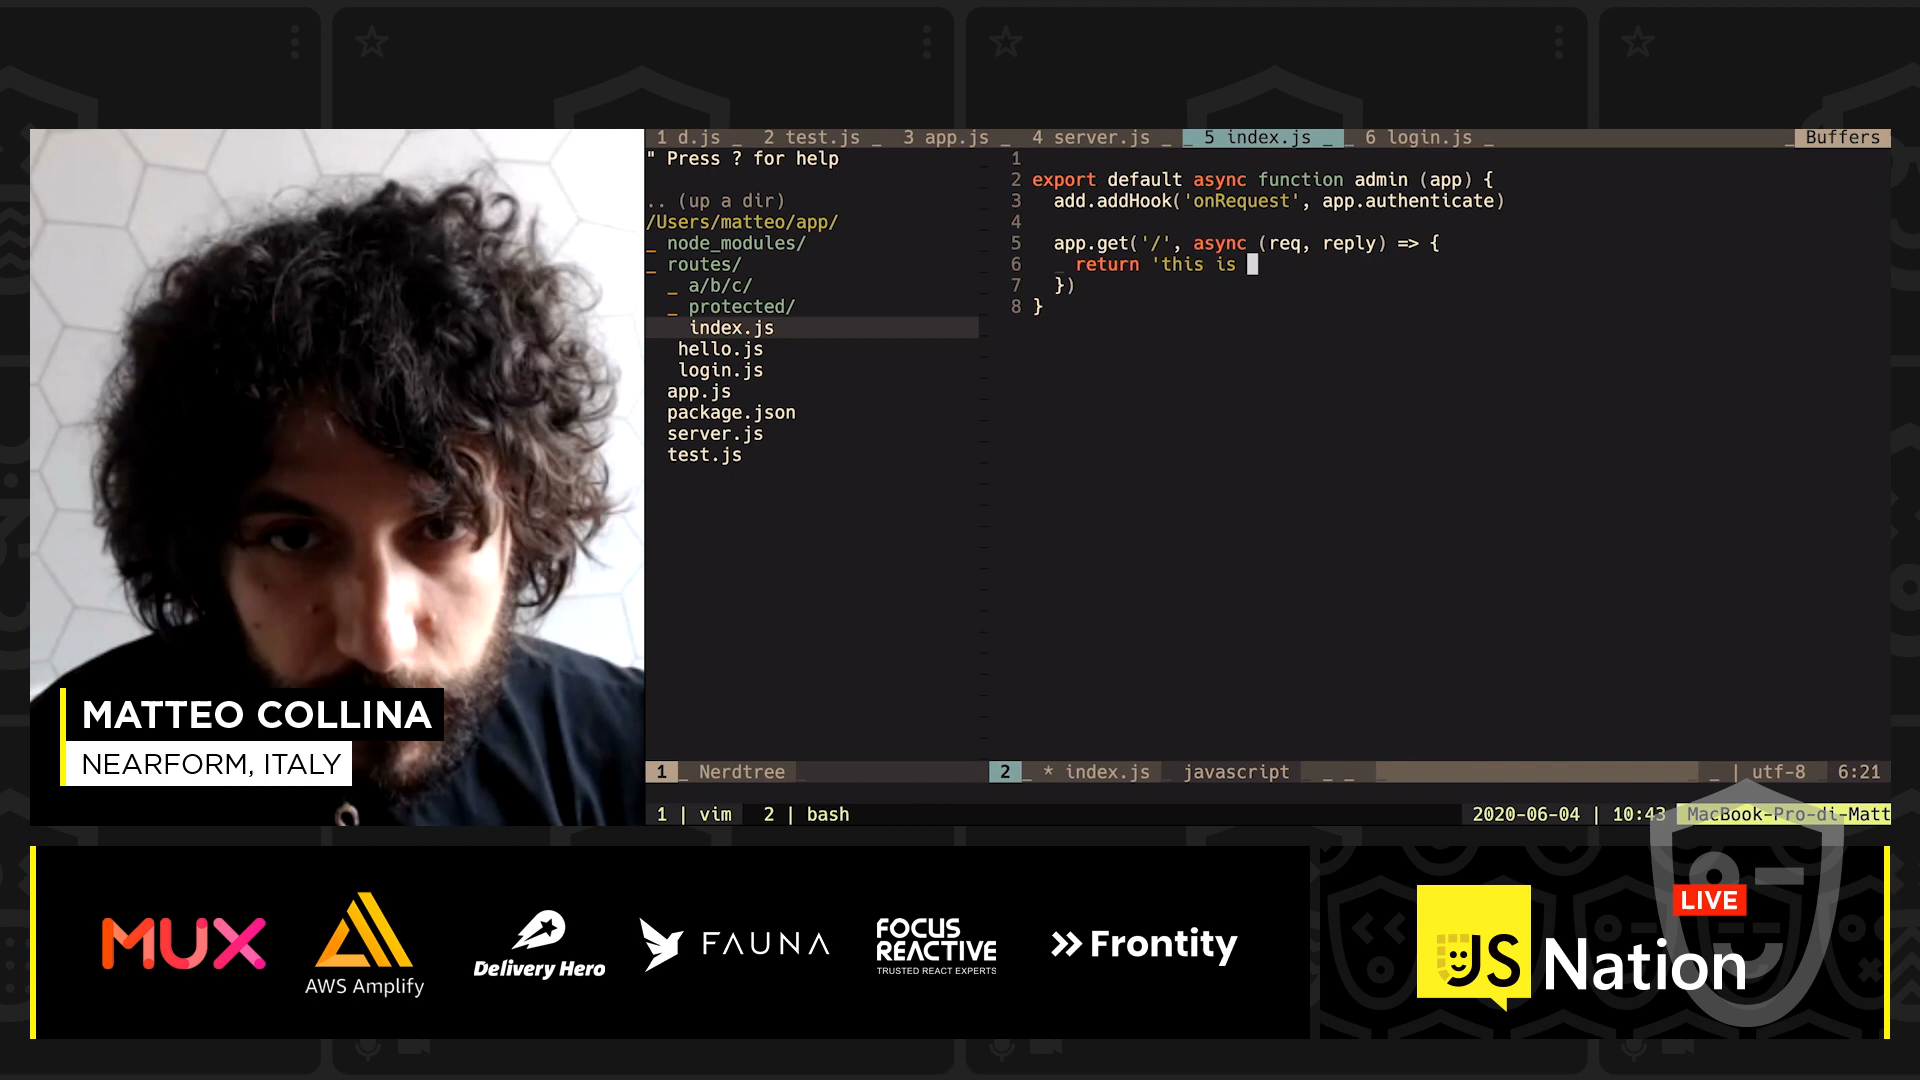 1 d.js _ 2 test.js _ 3 app.js _ 4 server.js _ _ 5 index.js _ _ 6 login.js _ _ Buffers
" Press ? for help
.. (up a dir)
/Users/matteo/app/
_ node_modules/
_ routes/
_ a/b/c/
_ protected/
index.js
hello.js
login.js
app.js
package.json
server.js
test.js
1
2 export default async function admin (app) {
3 add.addHook('onRequest', app.authenticate)
4
5 app.get('/', async (req, reply) => {
6 _ return 'this is
7 })
8 }
1 _ Nerdtree _ 2 _ * index.js _ javascript _ _ _ _ | utf-8 _ 6:21
1 | vim 2 | bash 2020-06-04 | 10:43 MacBook-Pro-di-Matt
MATTEO COLLINA
NEARFORM, ITALY
MUX
AWS Amplify
Delivery Hero
FAUNA
FOCUS
REACTIVE
TRUSTED REACT EXPERTS
Frontity
LIVE
JS Nation